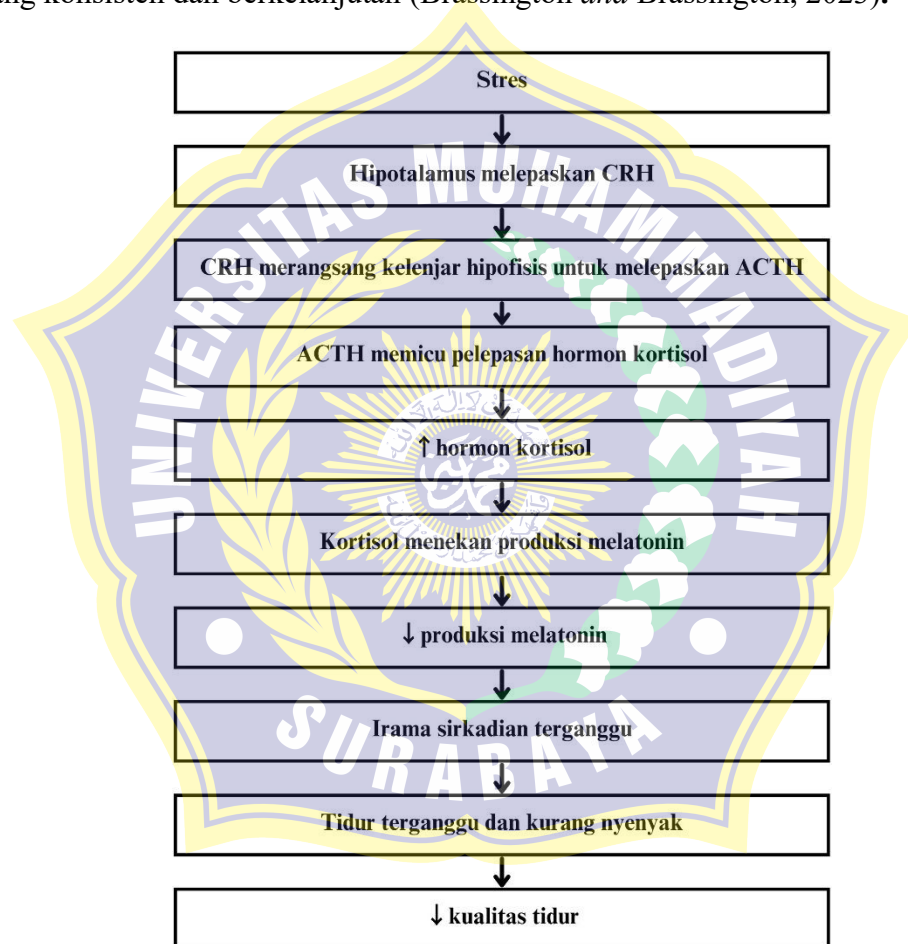 ng konsisten dan berkelanjutan (Brassington and Brassington, 2023).
Stres
Hipotalamus melepaskan CRH
CRH merangsang kelenjar hipofisis untuk melepaskan ACTH
ACTH memicu pelepasan hormon kortisol
↑ hormon kortisol
Kortisol menekan produksi melatonin
↓ produksi melatonin
Irama sirkadian terganggu
Tidur terganggu dan kurang nyenyak
↓ kualitas tidur
UNIVERSITAS MUHAMMADIYAH
SURABAYA